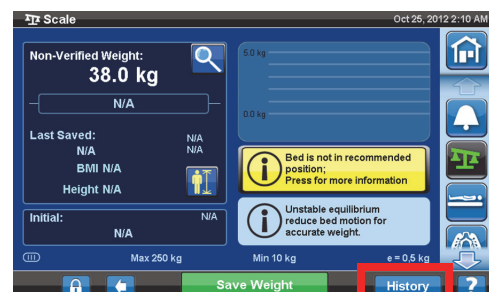 Scale
Oct 25, 2012 2:10 AM
Non-Verified Weight:
38.0 kg
N/A
Last Saved:
N/A
N/A
N/A
BMI N/A
Height N/A
Initial:
N/A
N/A
5.0 kg
0.0 kg
Bed is not in recommended
position;
Press for more information
Unstable equilibrium
reduce bed motion for
accurate weight.
Max 250 kg
Min 10 kg
e = 0,5 kg
Save Weight
History
?